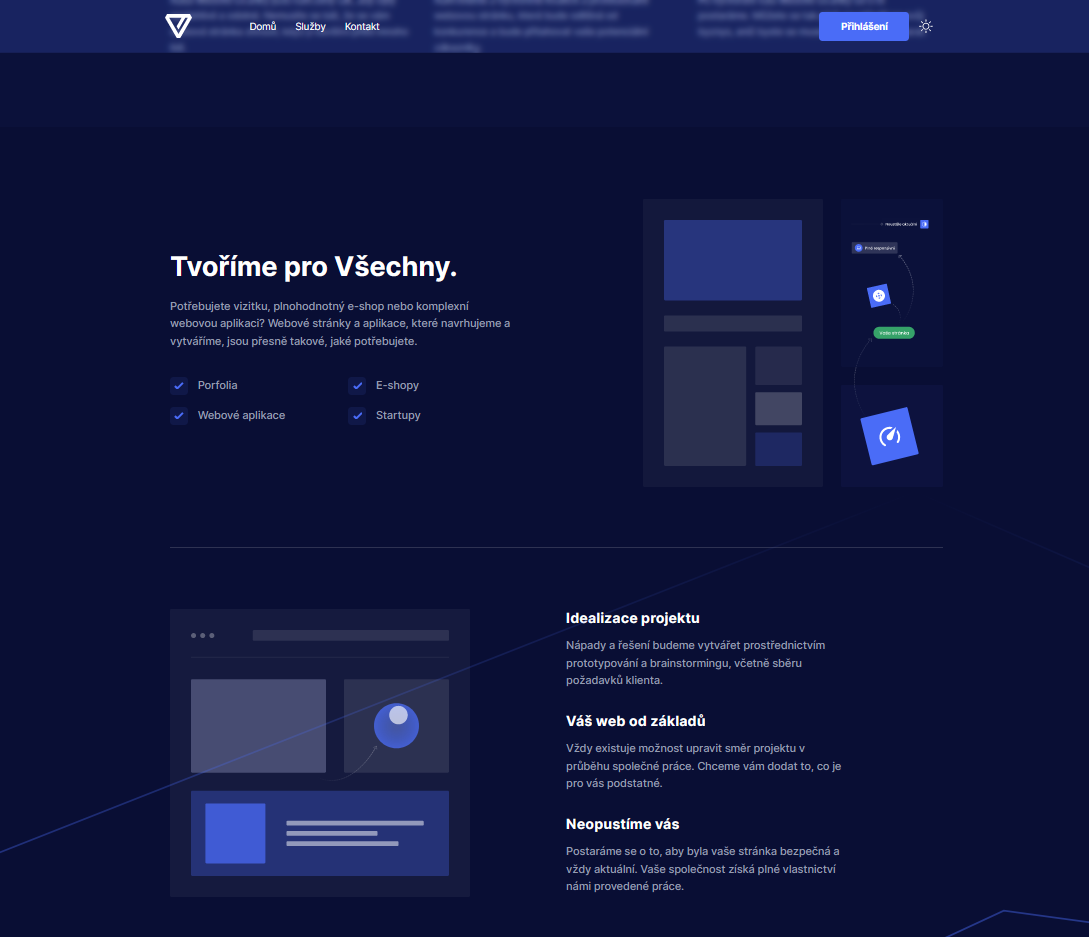 Domů
Služby
Kontakt
Přihlášení
Tvoříme pro Všechny.
Potřebujete vizitku, plnohodnotný e-shop nebo komplexní
webovou aplikaci? Webové stránky a aplikace, které navrhujeme a
vytváříme, jsou přesně takové, jaké potřebujete.
Porfolia
E-shopy
Webové aplikace
Startupy
Neustále aktuální
Plně responsivní
Vaše stránka
Idealizace projektu
Nápady a řešení budeme vytvářet prostřednictvím
prototypování a brainstormingu, včetně sběru
požadavků klienta.
Váš web od základů
Vždy existuje možnost upravit směr projektu v
průběhu společné práce. Chceme vám dodat to, co je
pro vás podstatné.
Neopustíme vás
Postaráme se o to, aby byla vaše stránka bezpečná a
vždy aktuální. Vaše společnost získá plné vlastnictví
námi provedené práce.